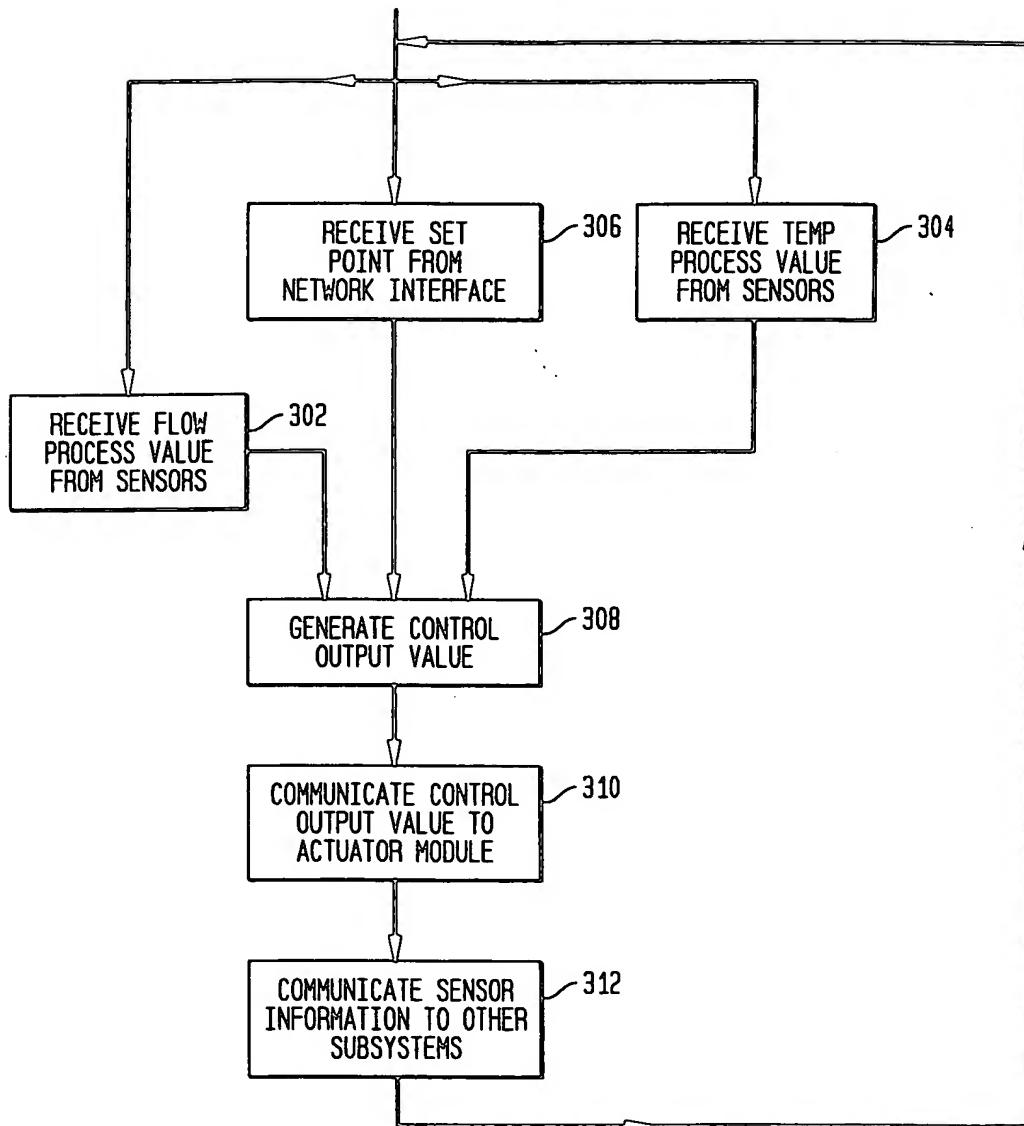 RECEIVE SET
POINT FROM
NETWORK INTERFACE
306
RECEIVE TEMP
PROCESS VALUE
FROM SENSORS
304
RECEIVE FLOW
PROCESS VALUE
FROM SENSORS
302
GENERATE CONTROL
OUTPUT VALUE
308
COMMUNICATE CONTROL
OUTPUT VALUE TO
ACTUATOR MODULE
310
COMMUNICATE SENSOR
INFORMATION TO OTHER
SUBSYSTEMS
312